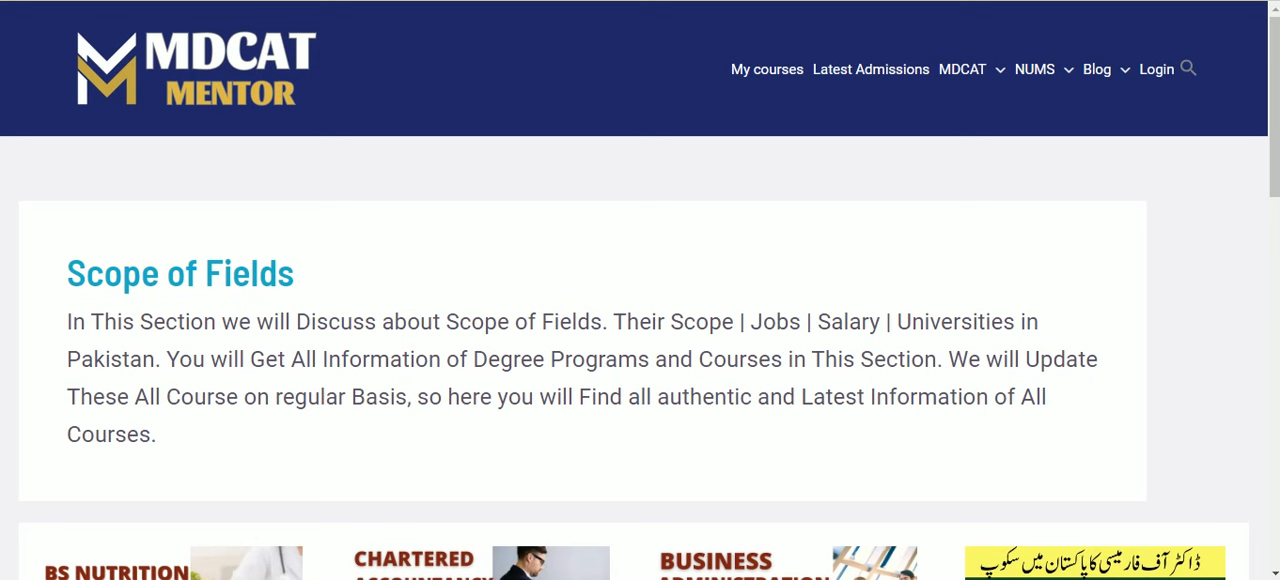 MDCAT
MENTOR
My courses Latest Admissions MDCAT NUMS Blog Login
Scope of Fields
In This Section we will Discuss about Scope of Fields. Their Scope | Jobs | Salary | Universities in
Pakistan. You will Get All Information of Degree Programs and Courses in This Section. We will Update
These All Course on regular Basis, so here you will Find all authentic and Latest Information of All
Courses.
BS NUTRITION
CHARTERED
ACCOUNTANCY
BUSINESS
ADMINISTRATION
ڈاکٹر آف فارمیسی کا پاکستان میں سکوپ